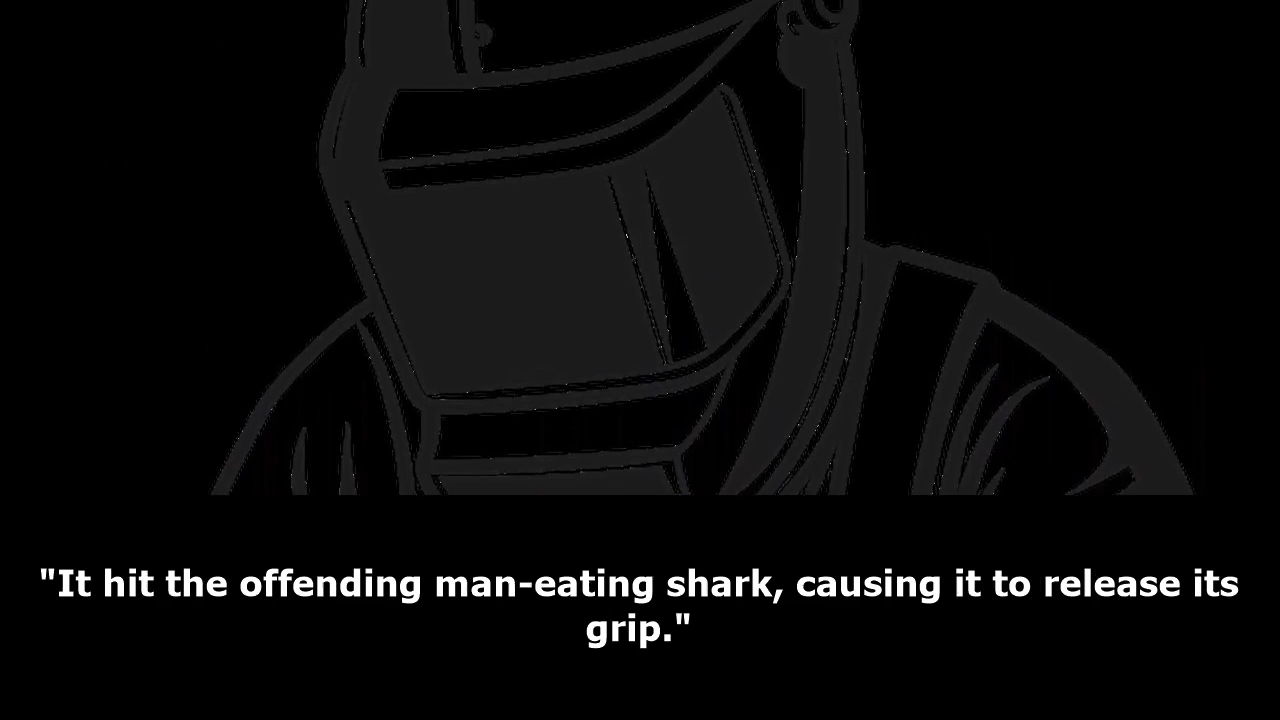 "It hit the offending man-eating shark, causing it to release its
grip."